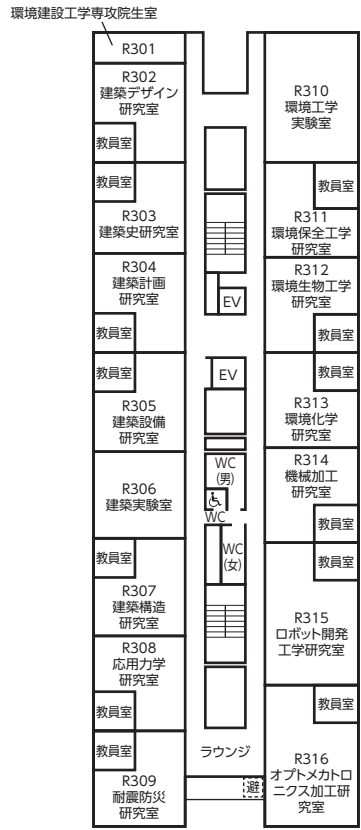 環境建設工学専攻院生室
R301
R302
建築デザイン
研究室
教員室
教員室
R303
建築史研究室
R304
建築計画
研究室
教員室
教員室
R305
建築設備
研究室
R306
建築実験室
教員室
R307
建築構造
研究室
R308
応用力学
研究室
教員室
教員室
R309
耐震防災
研究室
EV
EV
WC
(男)
WC
WC
(女)
ラウンジ
避
R310
環境工学
実験室
教員室
R311
環境保全工学
研究室
R312
環境生物工学
研究室
教員室
教員室
R313
環境化学
研究室
R314
機械加工
研究室
教員室
教員室
R315
ロボット開発
工学研究室
教員室
R316
オプトメカトロ
ニクス加工研
究室